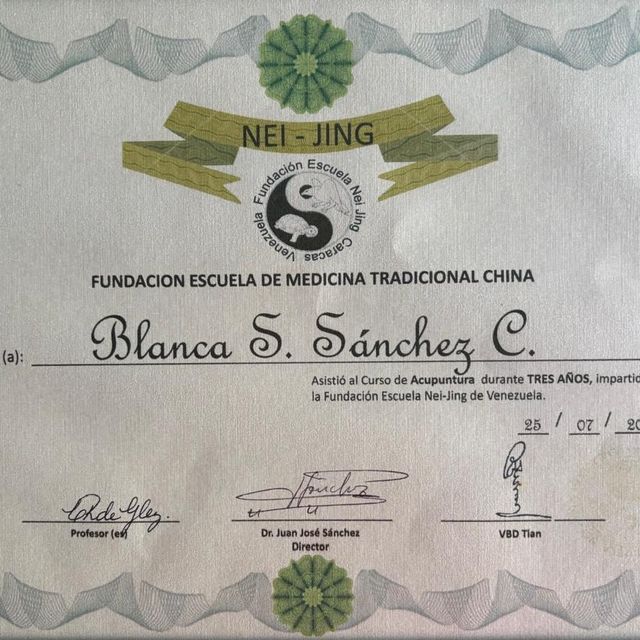 NEI - JING
Fundación Escuela Nei Jing Caracas Venezuela
FUNDACION ESCUELA DE MEDICINA TRADICIONAL CHINA
(a): Blanca S. Sánchez C.
Asistió al Curso de Acupuntura durante TRES AÑOS, impartid
la Fundación Escuela Nei-Jing de Venezuela.
25 / 07 / 20
Profesor (es) Dr. Juan José Sánchez VBD Tian
Director